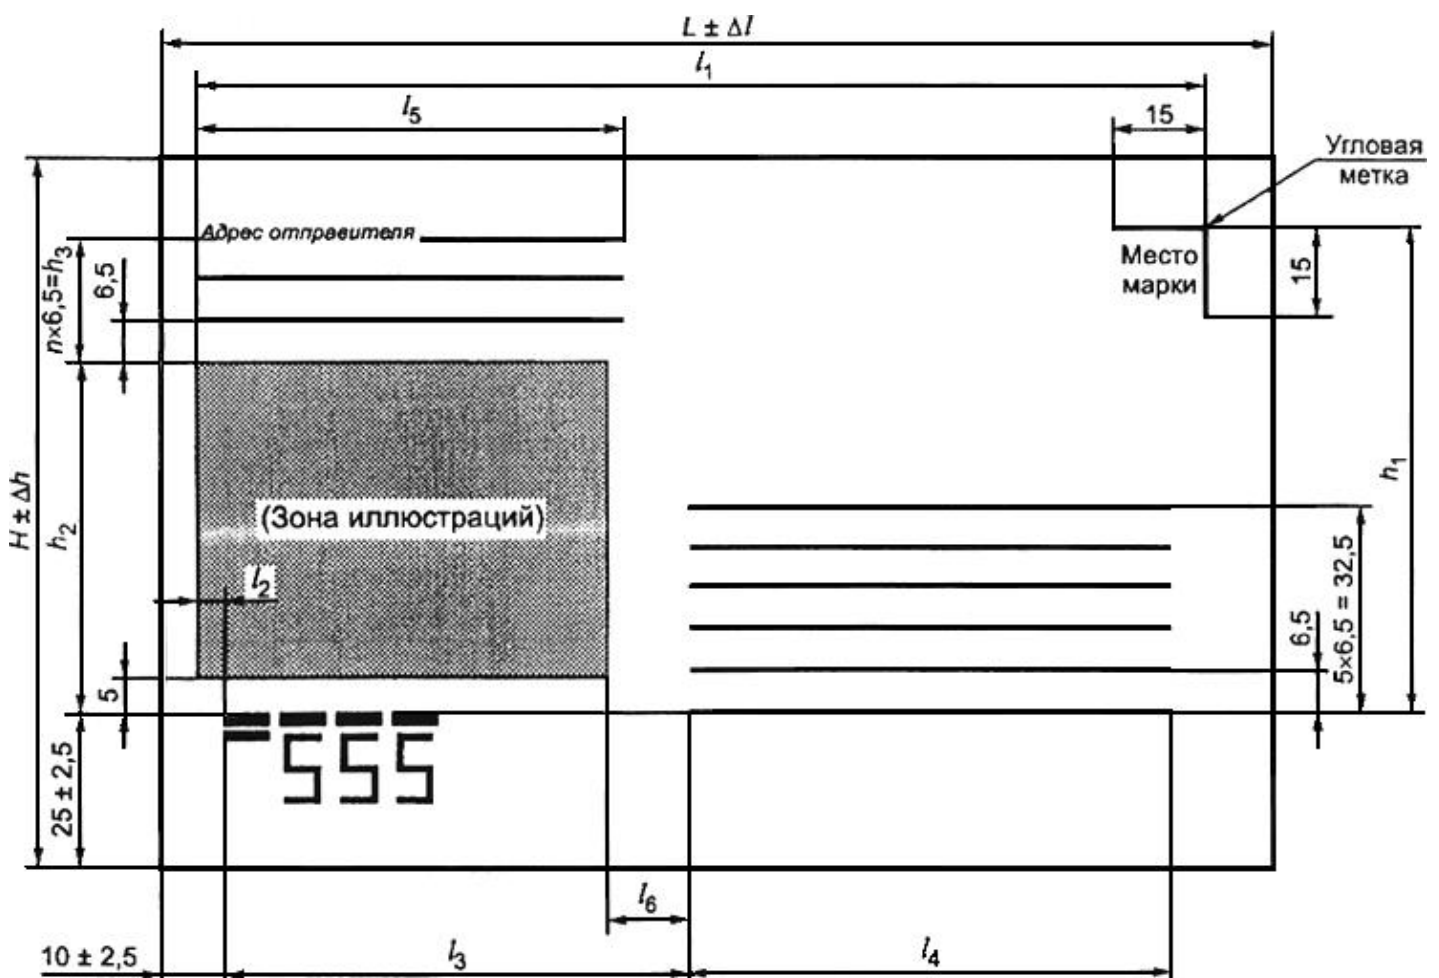 L ± Δl
l1
l5
15
Угловая
метка
Адрес отправителя
Место
марки
15
n×6,5=h3
6,5
H ± Δh
h2
h1
(Зона иллюстраций)
l2
5
6,5
5×6,5 = 32,5
25 ± 2,5
555
l6
10 ± 2,5
l3
l4